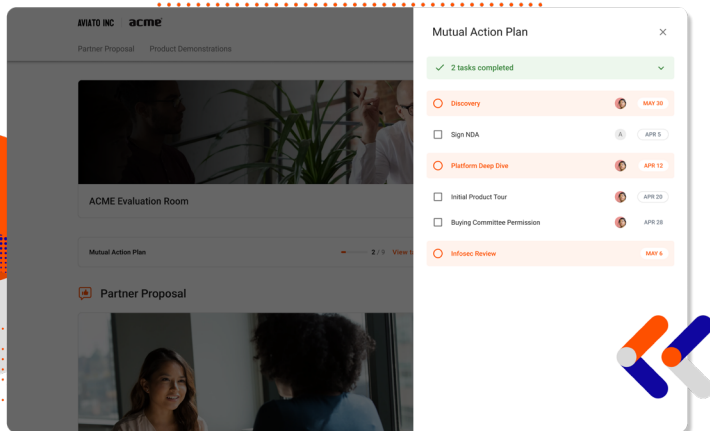 AVIATO INC acme
Partner Proposal Product Demonstrations
ACME Evaluation Room
Mutual Action Plan 2 / 9 View
Partner Proposal
Mutual Action Plan
2 tasks completed
Discovery MAY 30
Sign NDA A APR 5
Platform Deep Dive APR 12
Initial Product Tour APR 20
Buying Committee Permission APR 28
Infosec Review MAY 6